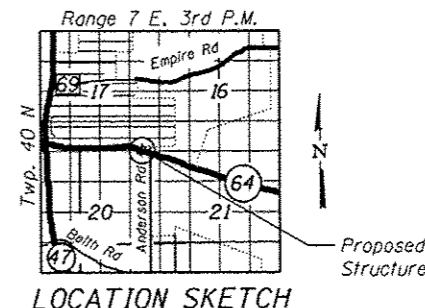 Range 7 E. 3rd P.M.
Empire Rd
69
17
16
Twp. 40 N
64
N
Anderson Rd
20
21
Bolth Rd
47
Proposed
Structure
LOCATION SKETCH